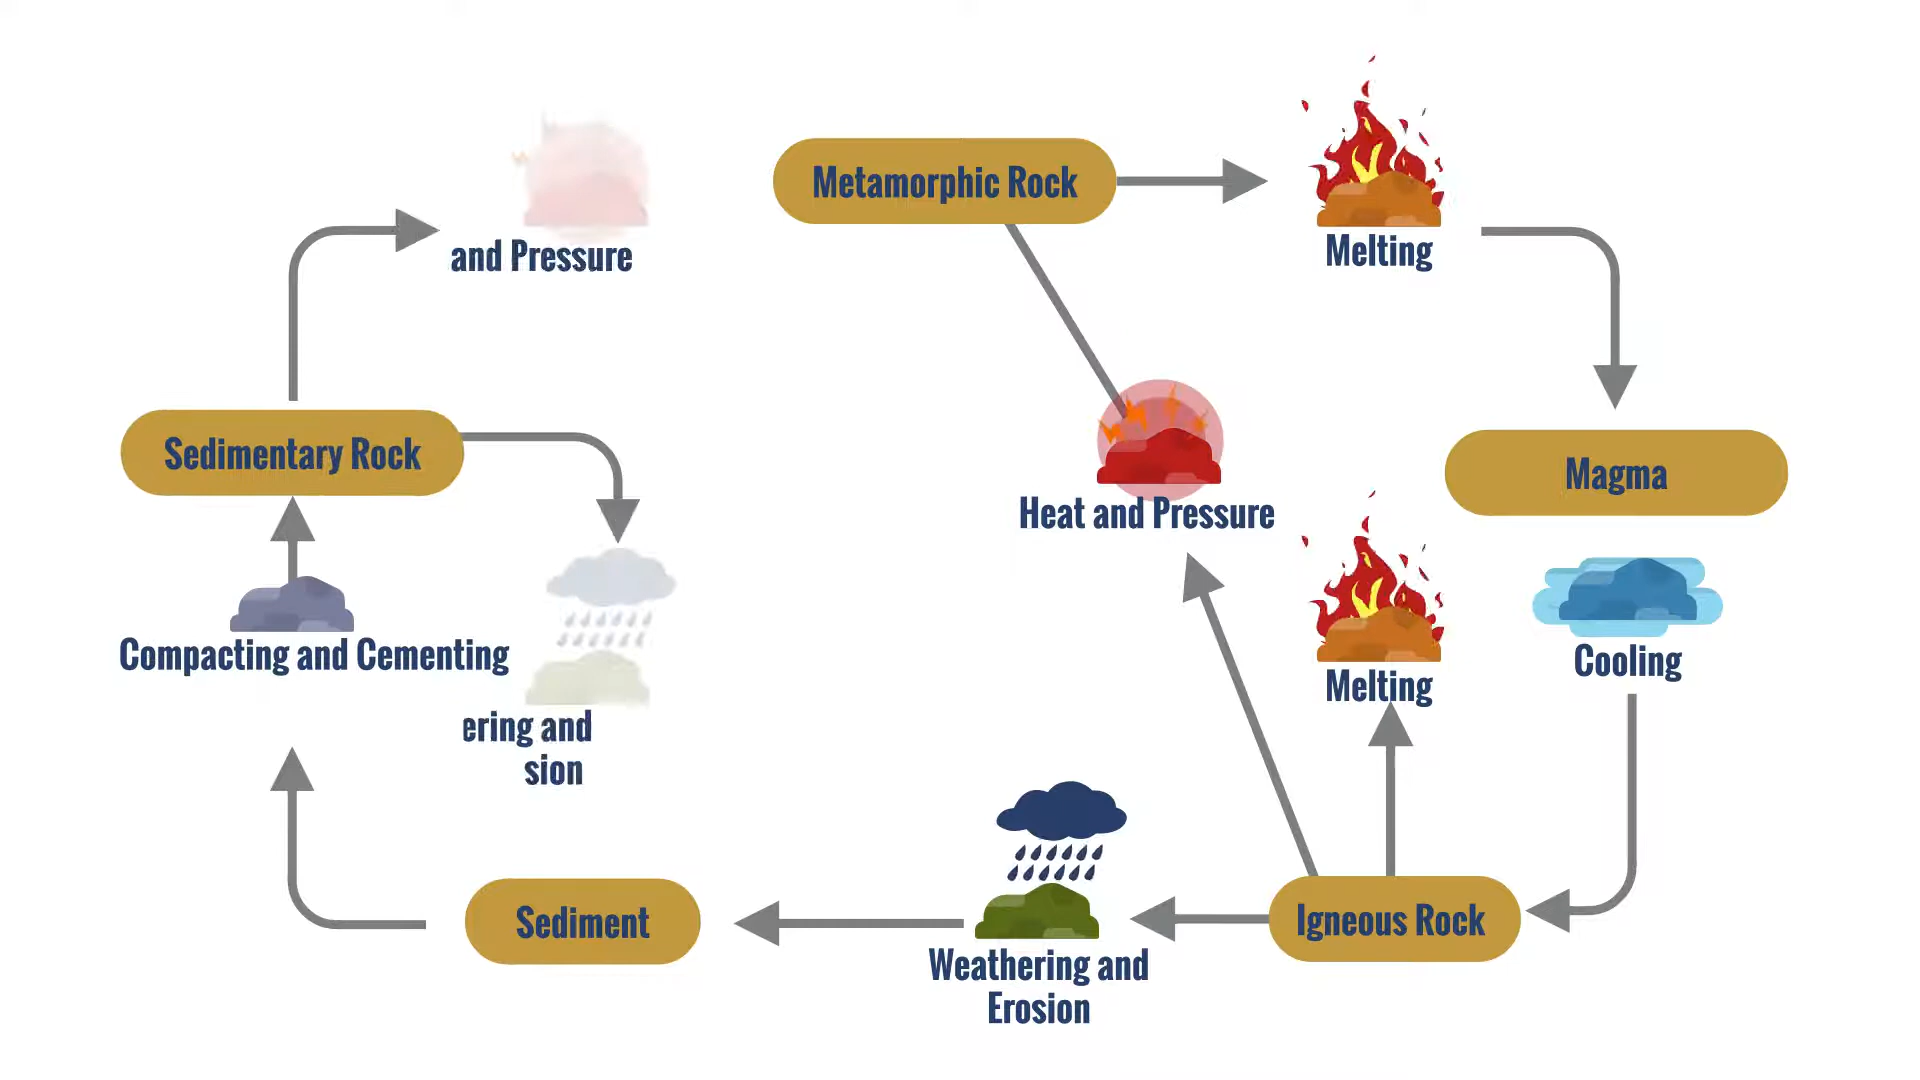 Metamorphic Rock
Melting
and Pressure
Sedimentary Rock
Magma
Heat and Pressure
Compacting and Cementing
Melting
Cooling
ering and
sion
Sediment
Igneous Rock
Weathering and
Erosion